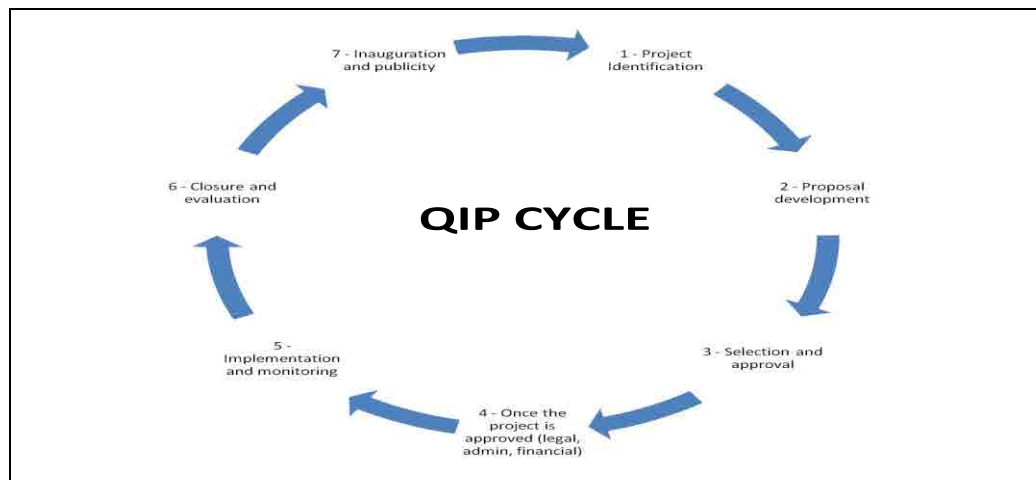 7 - Inauguration
and publicity
1 - Project
Identification
6 - Closure and
evaluation
2 - Proposal
development
QIP CYCLE
5 -
Implementation
and monitoring
3 - Selection and
approval
4 - Once the
project is
approved (legal,
admin, financial)